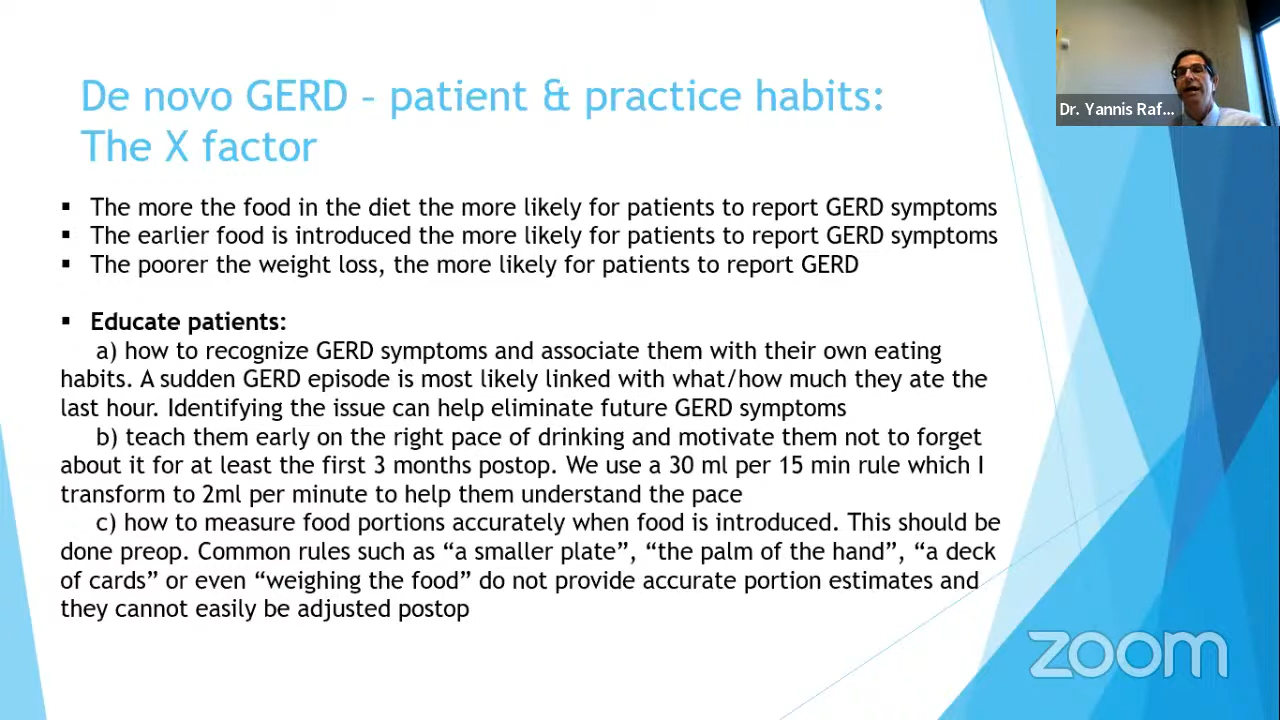 De novo GERD – patient & practice habits:
The X factor
Dr. Yannis Raf...
▪ The more the food in the diet the more likely for patients to report GERD symptoms
▪ The earlier food is introduced the more likely for patients to report GERD symptoms
▪ The poorer the weight loss, the more likely for patients to report GERD
▪ Educate patients:
a) how to recognize GERD symptoms and associate them with their own eating
habits. A sudden GERD episode is most likely linked with what/how much they ate the
last hour. Identifying the issue can help eliminate future GERD symptoms
b) teach them early on the right pace of drinking and motivate them not to forget
about it for at least the first 3 months postop. We use a 30 ml per 15 min rule which I
transform to 2ml per minute to help them understand the pace
c) how to measure food portions accurately when food is introduced. This should be
done preop. Common rules such as “a smaller plate”, “the palm of the hand”, “a deck
of cards” or even “weighing the food” do not provide accurate portion estimates and
they cannot easily be adjusted postop
zoom